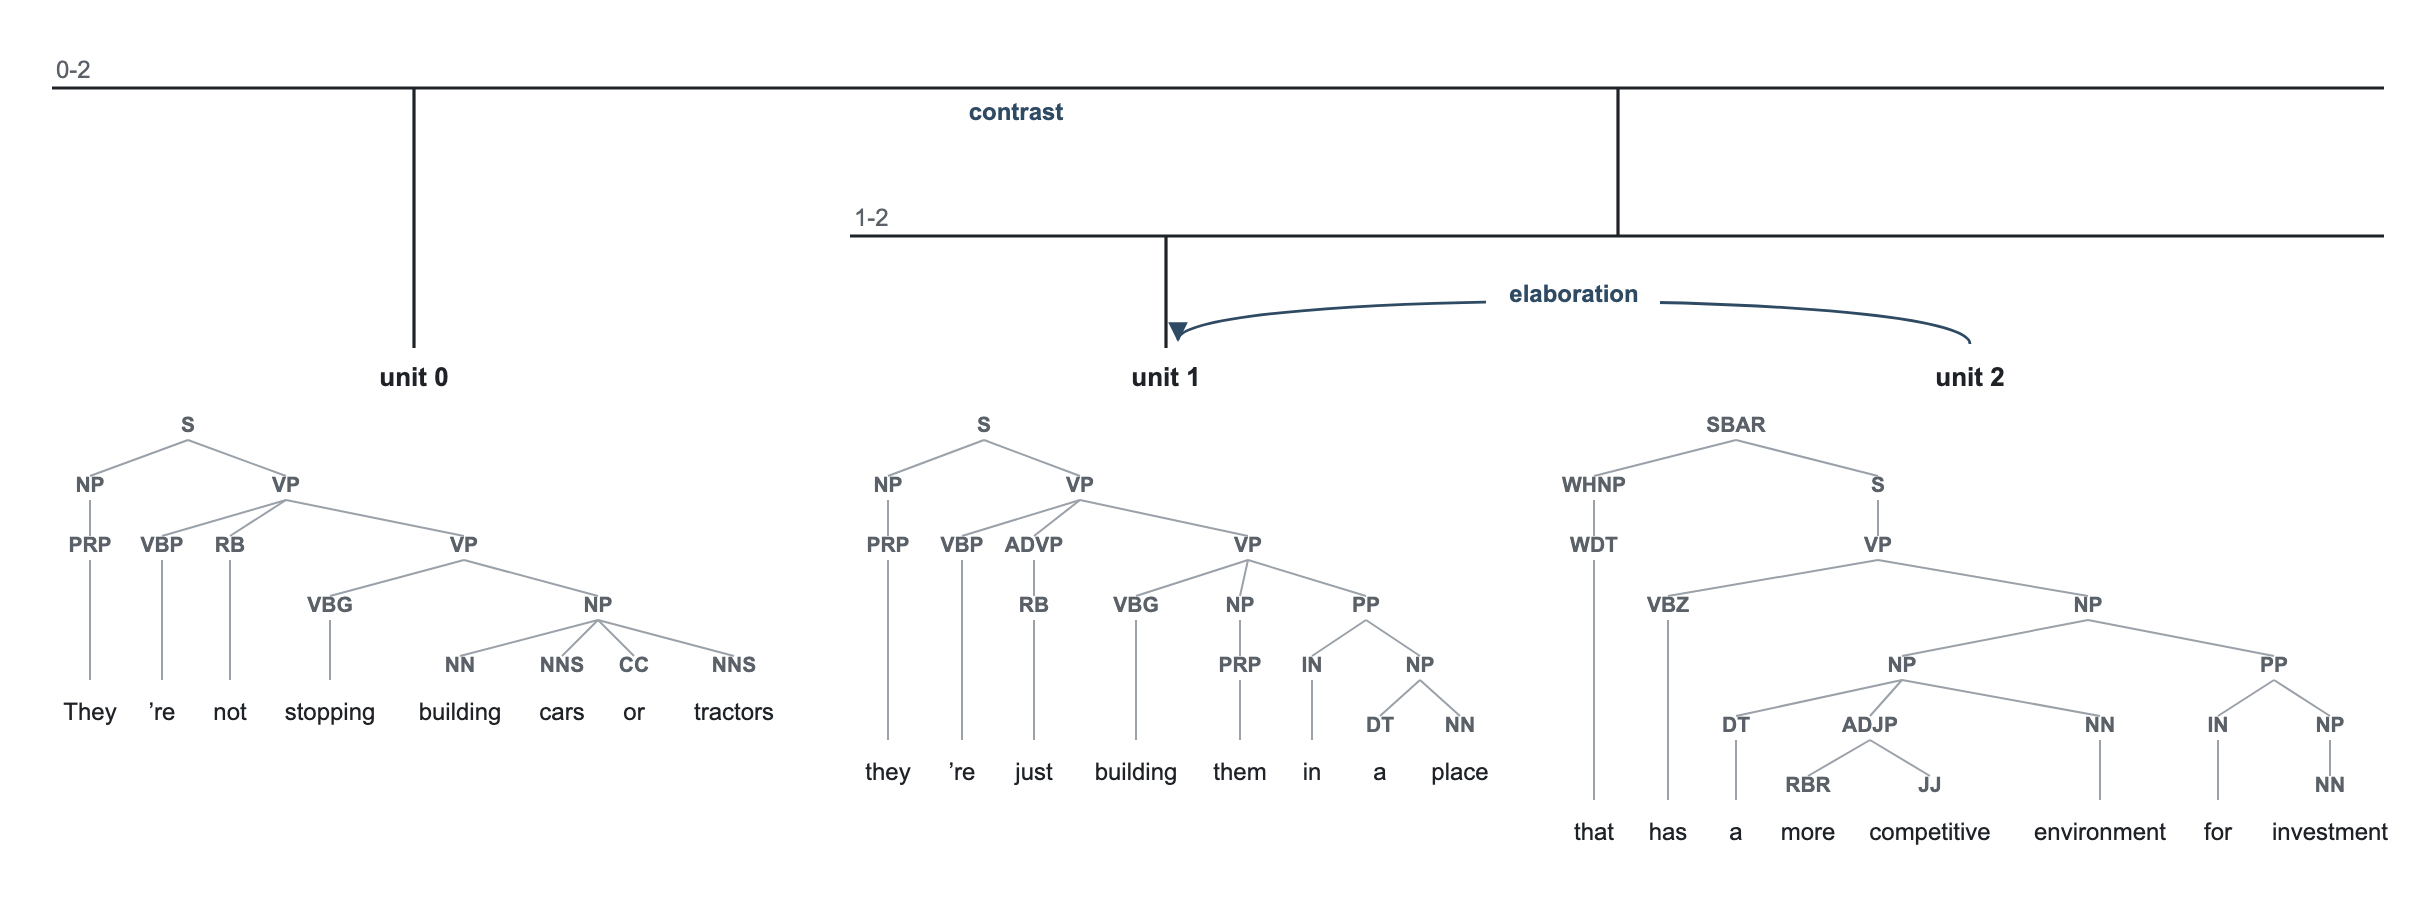 0-2
contrast
1-2
elaboration
unit 0 unit 1 unit 2
S S SBAR
NP VP NP VP WHNP S
PRP VBP RB VP PRP VBP ADVP VP WDT VP
VBG NP RB VBG NP PP VBZ NP
NN NNS CC NNS PRP IN NP NP PP
They ’re not stopping building cars or tractors DT NN DT ADJP NN IN NP
they ’re just building them in a place RBR JJ NN
that has a more competitive environment for investment